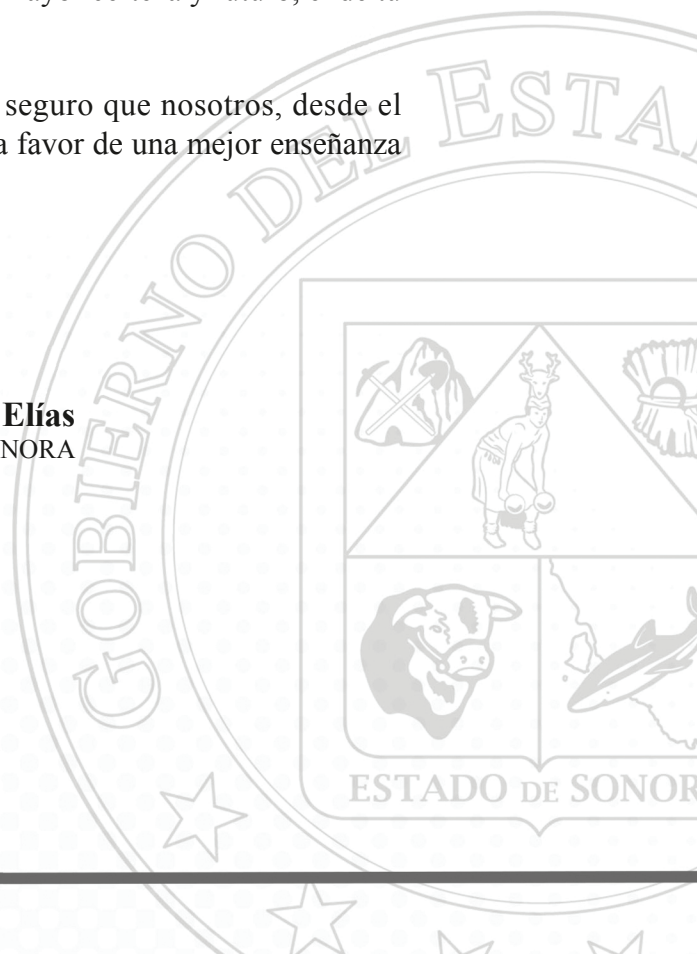 seguro que nosotros, desde el
a favor de una mejor enseñanza
Elías
NORA
GOBIERNO DEL ESTA
ESTADO DE SONOR